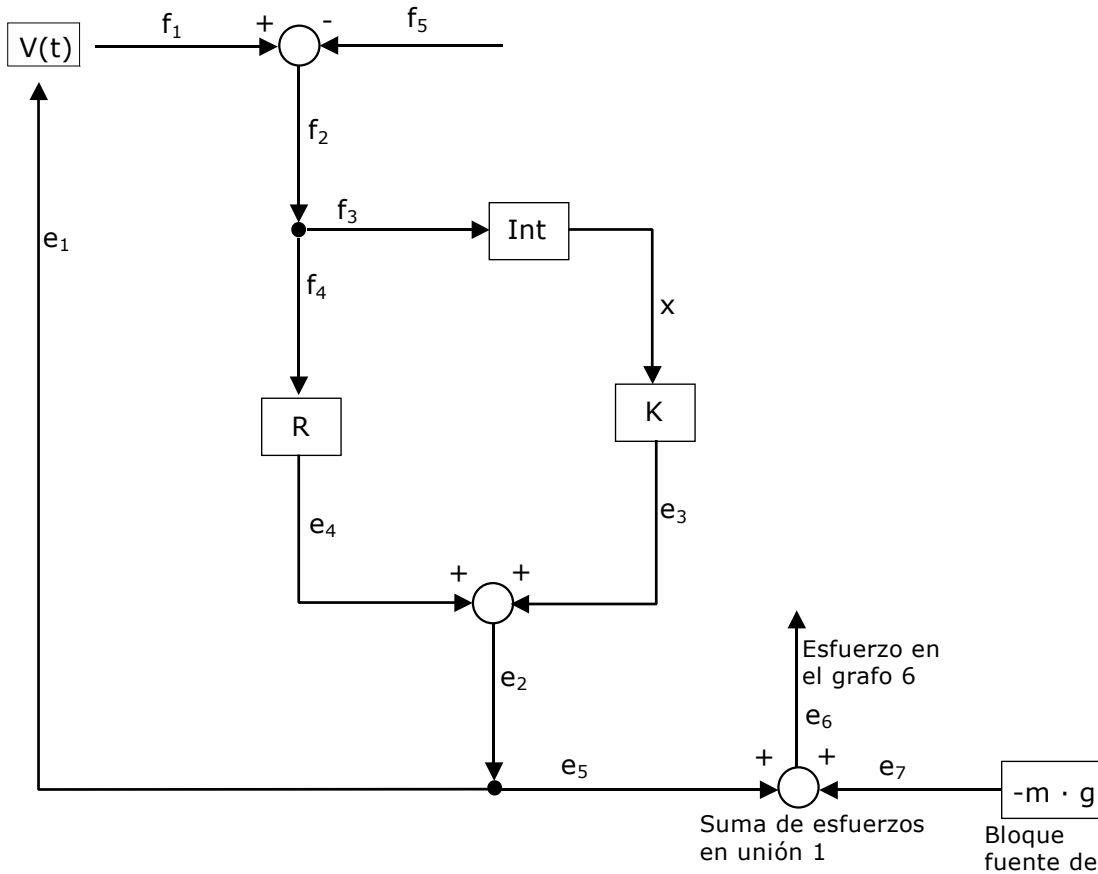 f₁
+
-
f₅
V(t)
f₂
f₃
Int
e₁
f₄
x
R
K
e₄
e₃
+
+
e₂
Esfuerzo en
el grafo 6
e₆
e₅
+
+
e₇
-m · g
Suma de esfuerzos
en unión 1
Bloque
fuente de